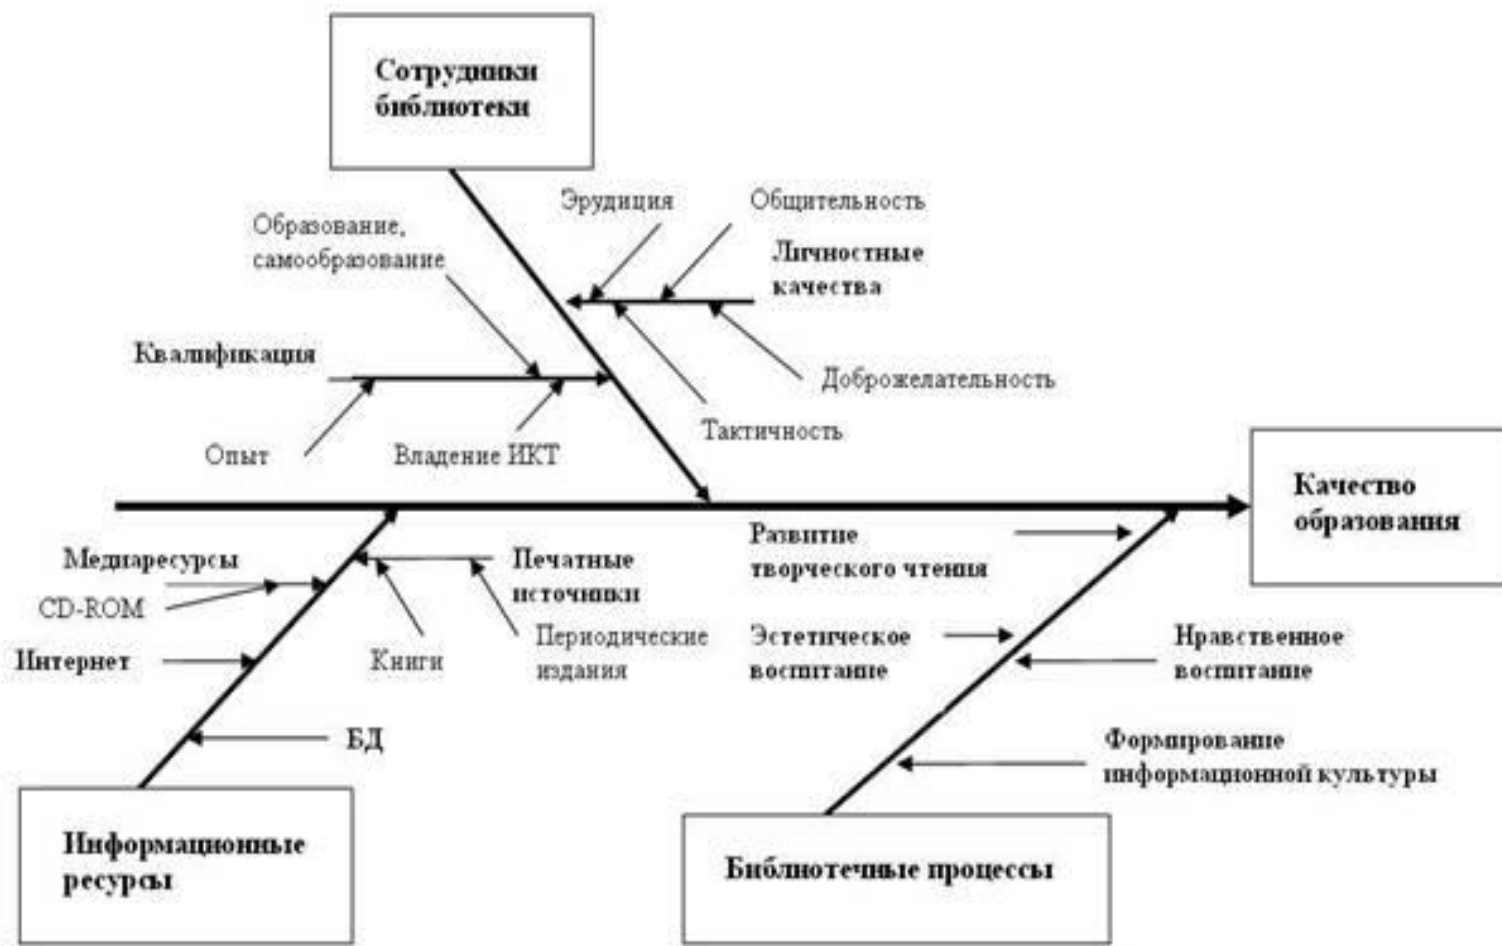 Сотрудники
библиотеки
Эрудиция
Общительность
Образование,
самообразование
Личностные
качества
Квалификация
Доброжелательность
Тактичность
Опыт
Владение ИКТ
Качество
образования
Развитие
творческого чтения
Медиаресурсы
CD-ROM
Печатные
источники
Интернет
Книги
Периодические
издания
Эстетическое
воспитание
Нравственное
воспитание
БД
Формирование
информационной культуры
Информационные
ресурсы
Библиотечные процессы